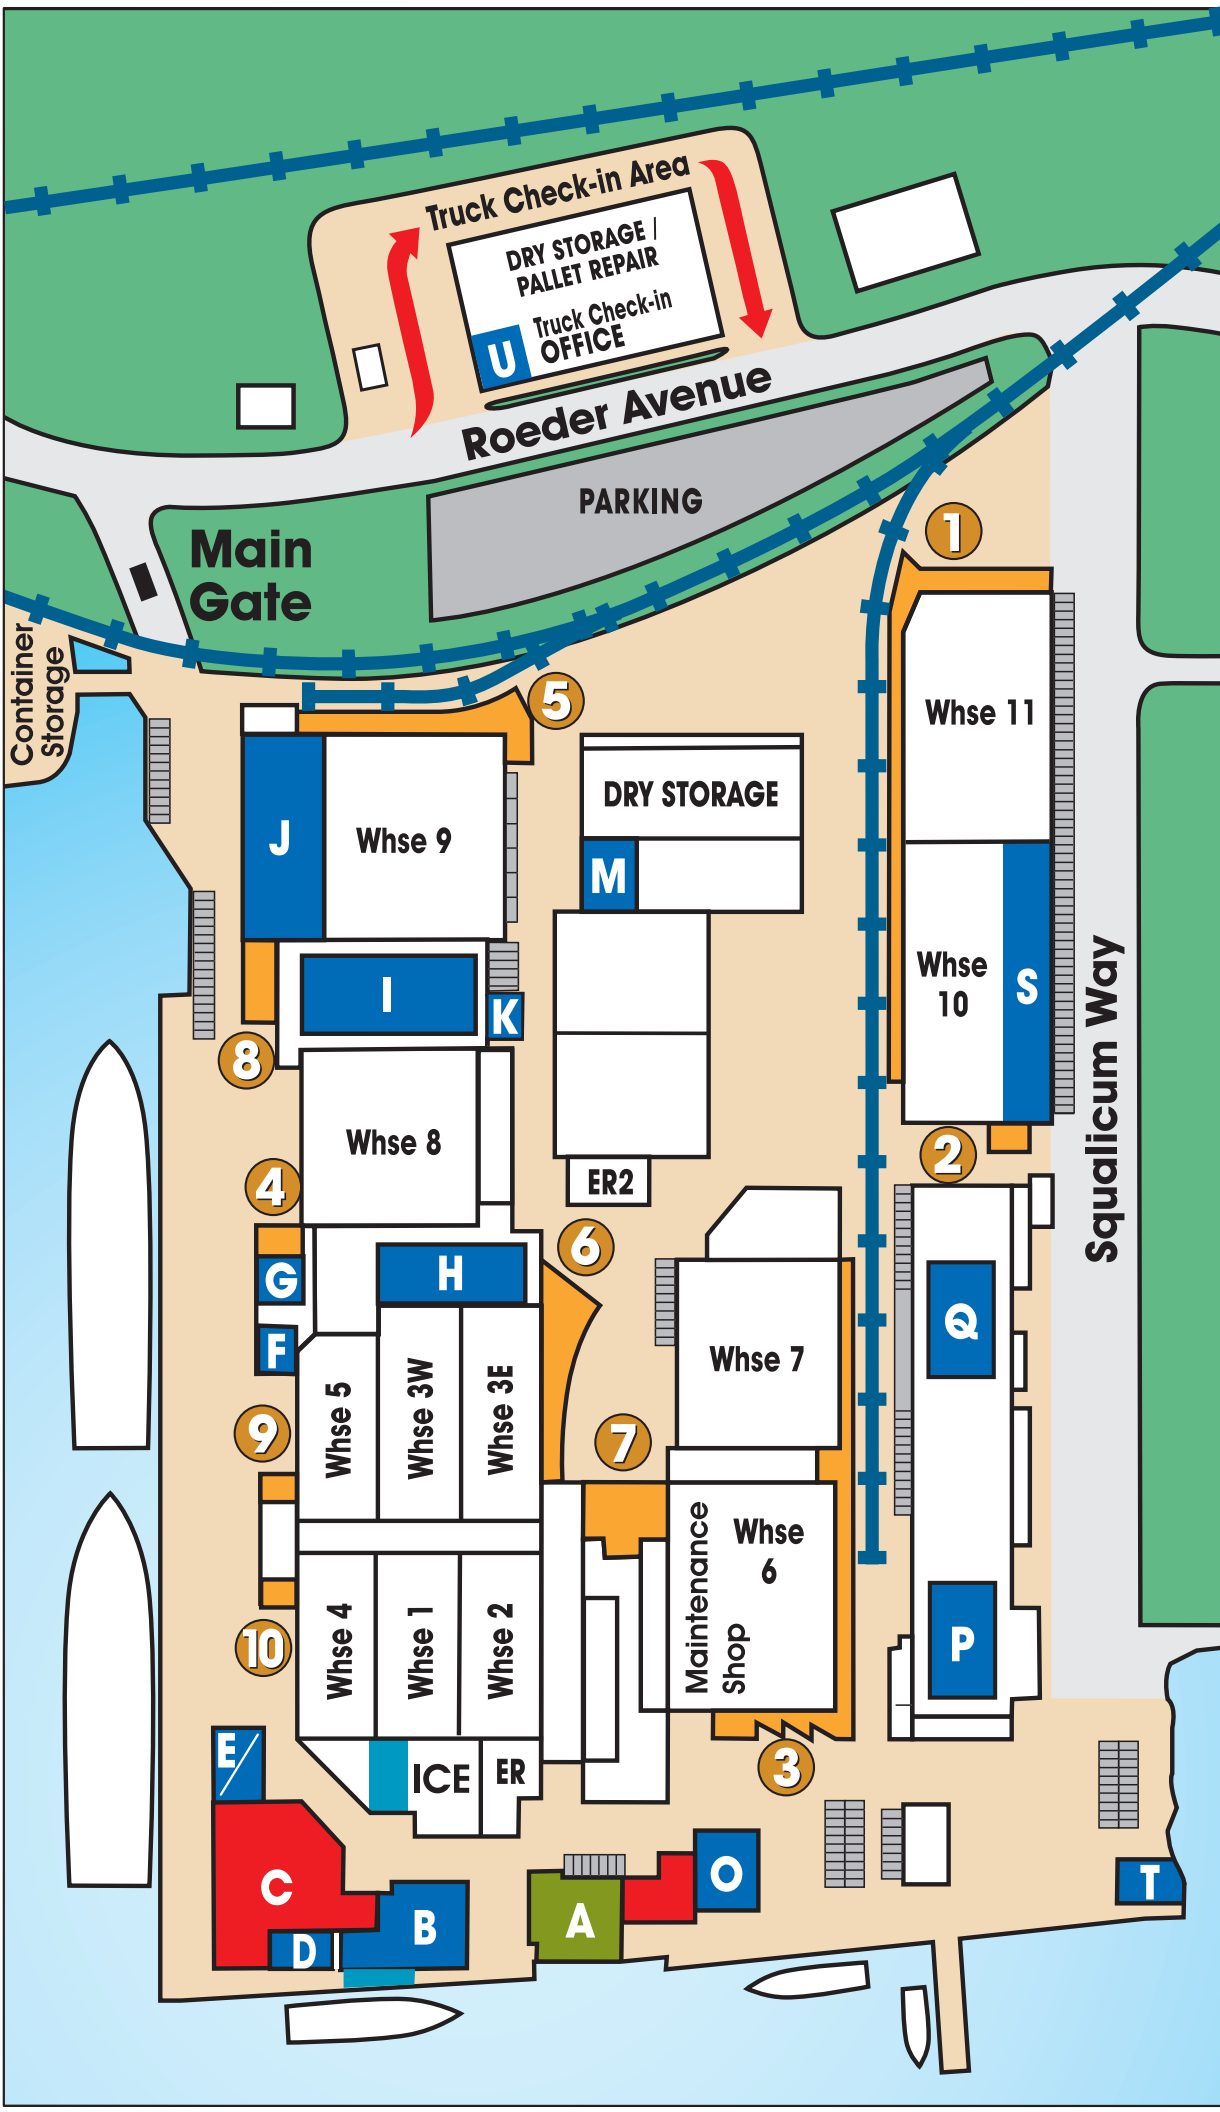 Truck Check-in Area
DRY STORAGE /
PALLET REPAIR
Truck Check-in
OFFICE
U
Roeder Avenue
PARKING
Main
Gate
Container
Storage
1
5
Whse 11
DRY STORAGE
J
Whse 9
M
Whse
10
S
I
K
8
Squalicum Way
Whse 8
2
4
ER2
6
G
H
Q
F
Whse 7
Whse 5
Whse 3W
Whse 3E
9
7
Maintenance
Shop
Whse
6
10
Whse 4
Whse 1
Whse 2
P
E
ICE
ER
3
C
O
T
A
B
D